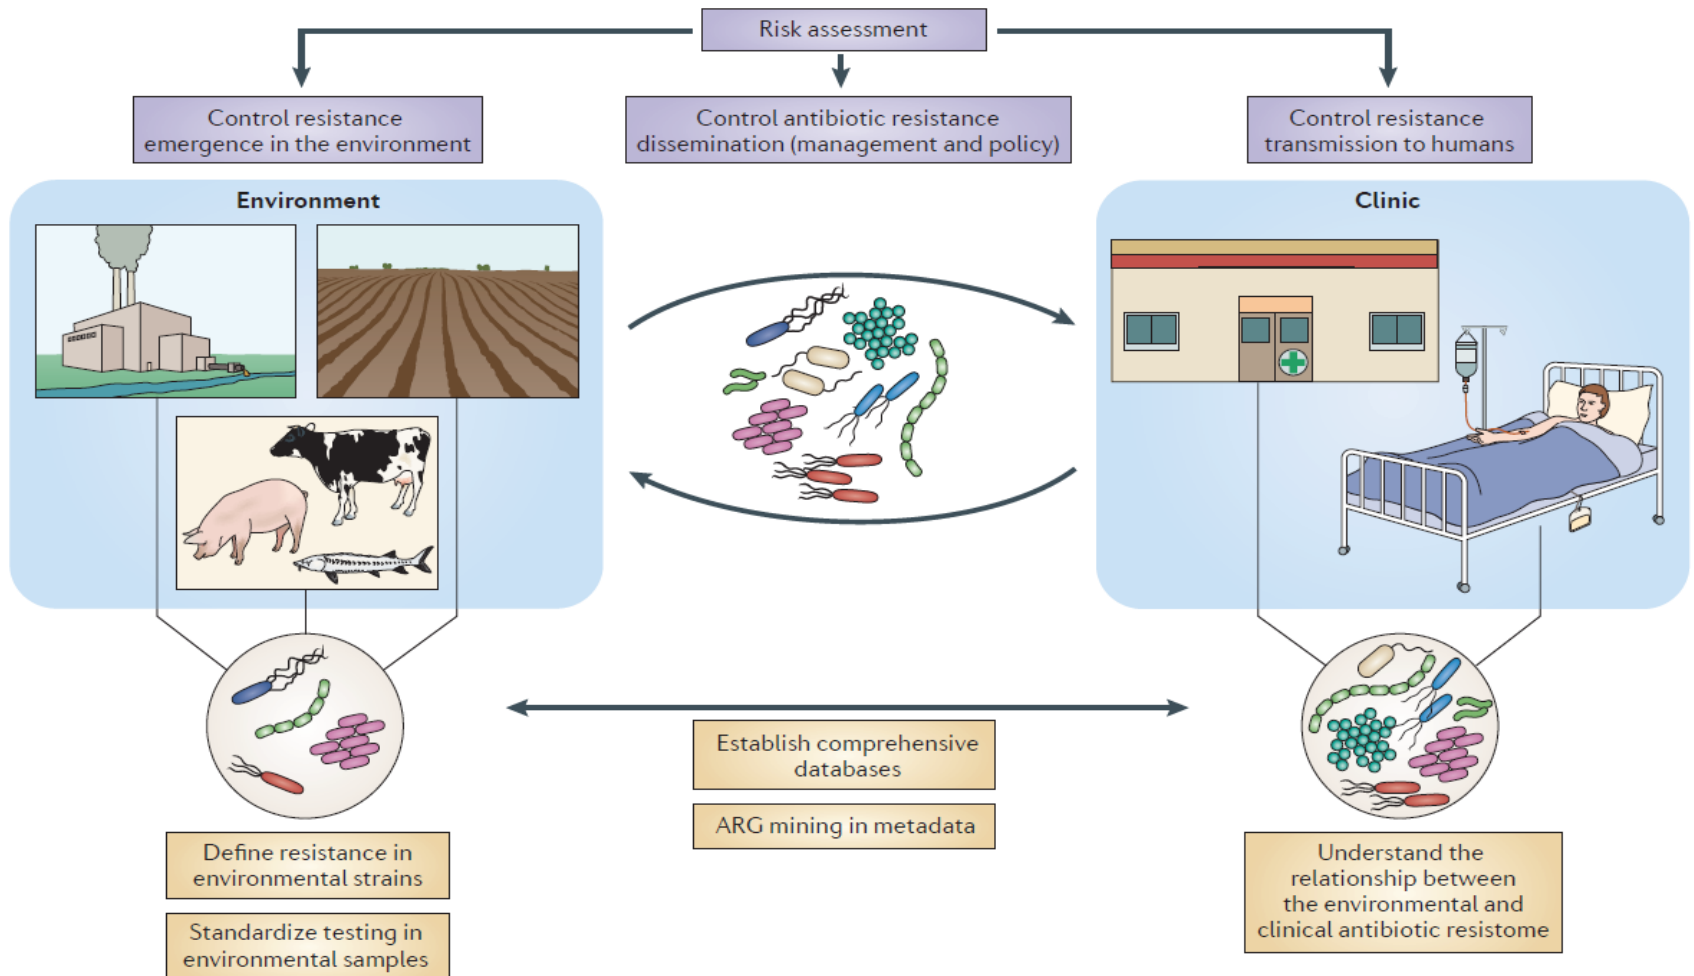 Risk assessment
Control resistance
emergence in the environment
Control antibiotic resistance
dissemination (management and policy)
Control resistance
transmission to humans
Environment
Clinic
Establish comprehensive
databases
ARG mining in metadata
Define resistance in
environmental strains
Standardize testing in
environmental samples
Understand the
relationship between
the environmental and
clinical antibiotic resistome